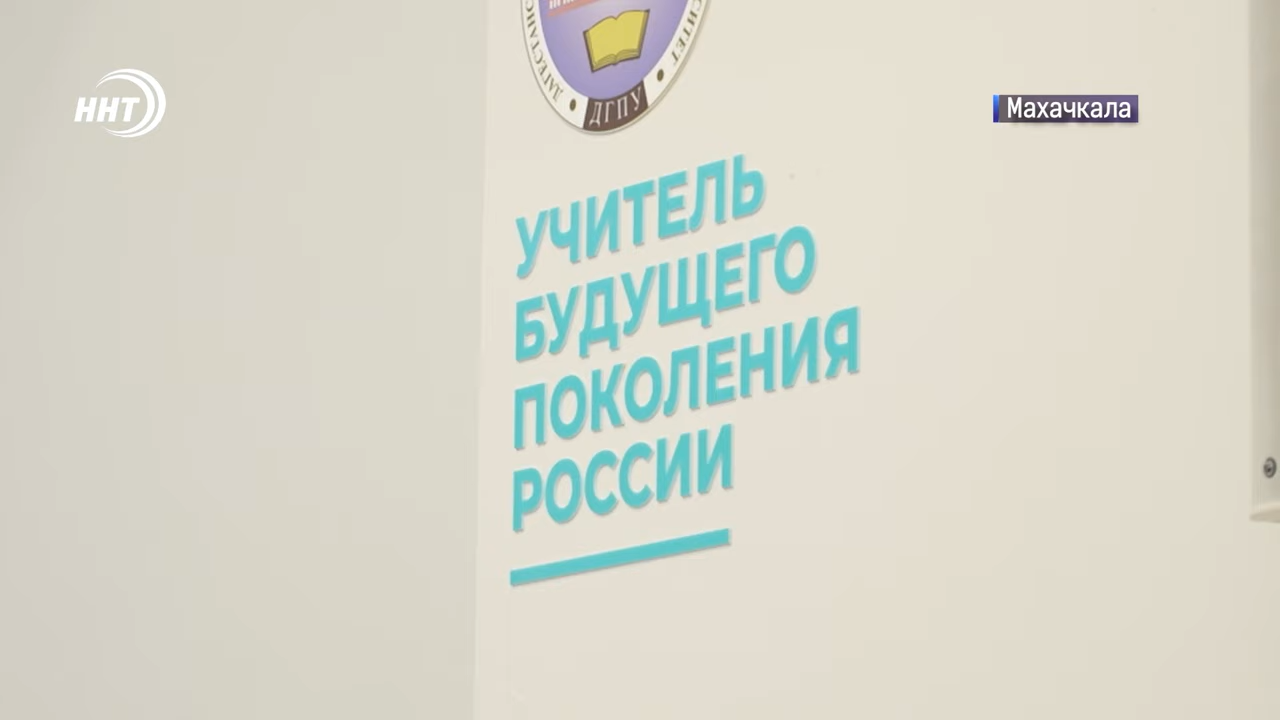 ННТ
Махачкала
ДГПУ
УЧИТЕЛЬ
БУДУЩЕГО
ПОКОЛЕНИЯ
РОССИИ